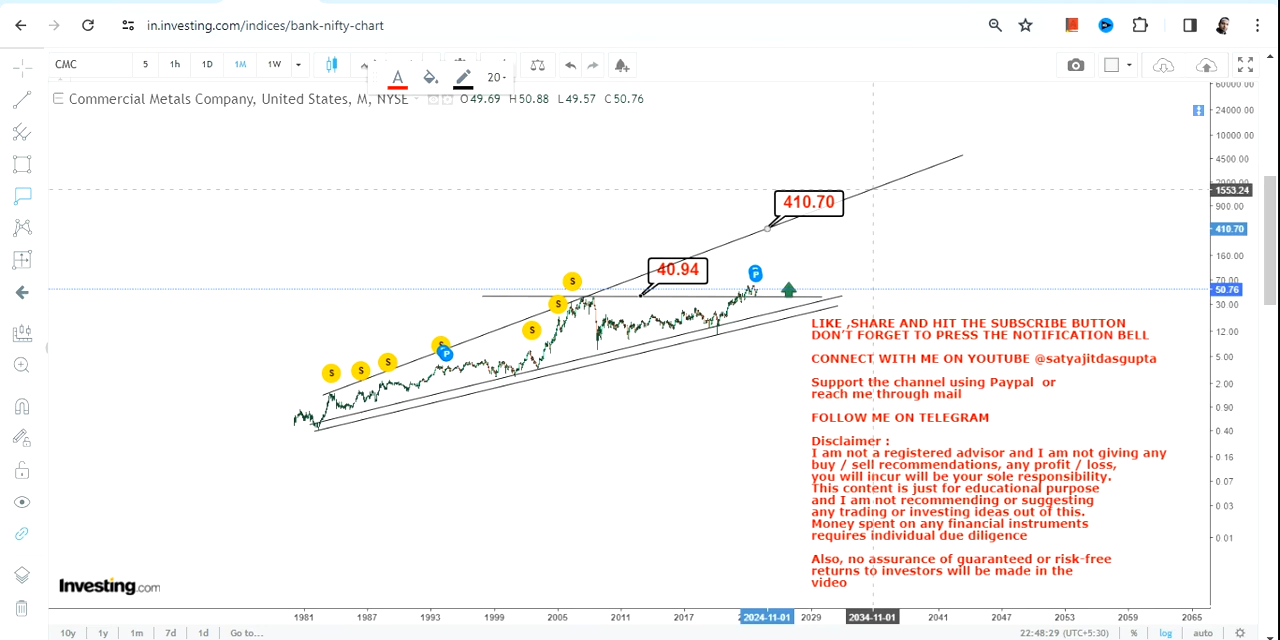 in.investing.com/indices/bank-nifty-chart
CMC 5 1h 1D 1M 1W A 20
Commercial Metals Company, United States, M, NYSE O49.69 H50.88 L49.57 C50.76
60000.00
24000.00
10000.00
4500.00
1553.24
900.00
410.70
160.00
50.76
30.00
12.00
5.00
2.00
0.90
0.40
0.16
0.07
0.03
0.01
410.70
40.94
S S S S S S S
P P
LIKE ,SHARE AND HIT THE SUBSCRIBE BUTTON
DON'T FORGET TO PRESS THE NOTIFICATION BELL
CONNECT WITH ME ON YOUTUBE @satyajitdasgupta
Support the channel using Paypal or
reach me through mail
FOLLOW ME ON TELEGRAM
Disclaimer :
I am not a registered advisor and I am not giving any
buy / sell recommendations, any profit / loss,
you will incur will be your sole responsibility.
This content is just for educational purpose
and I am not recommending or suggesting
any trading or investing ideas out of this.
Money spent on any financial instruments
requires individual due diligence
Also, no assurance of guaranteed or risk-free
returns to investors will be made in the
video
Investing.com
1981 1987 1993 1999 2005 2011 2017 2024-11-01 2029 2034-11-01 2041 2047 2053 2059 2065
10y 1y 1m 7d 1d Go to... 22:48:29 (UTC+5:30) % log auto